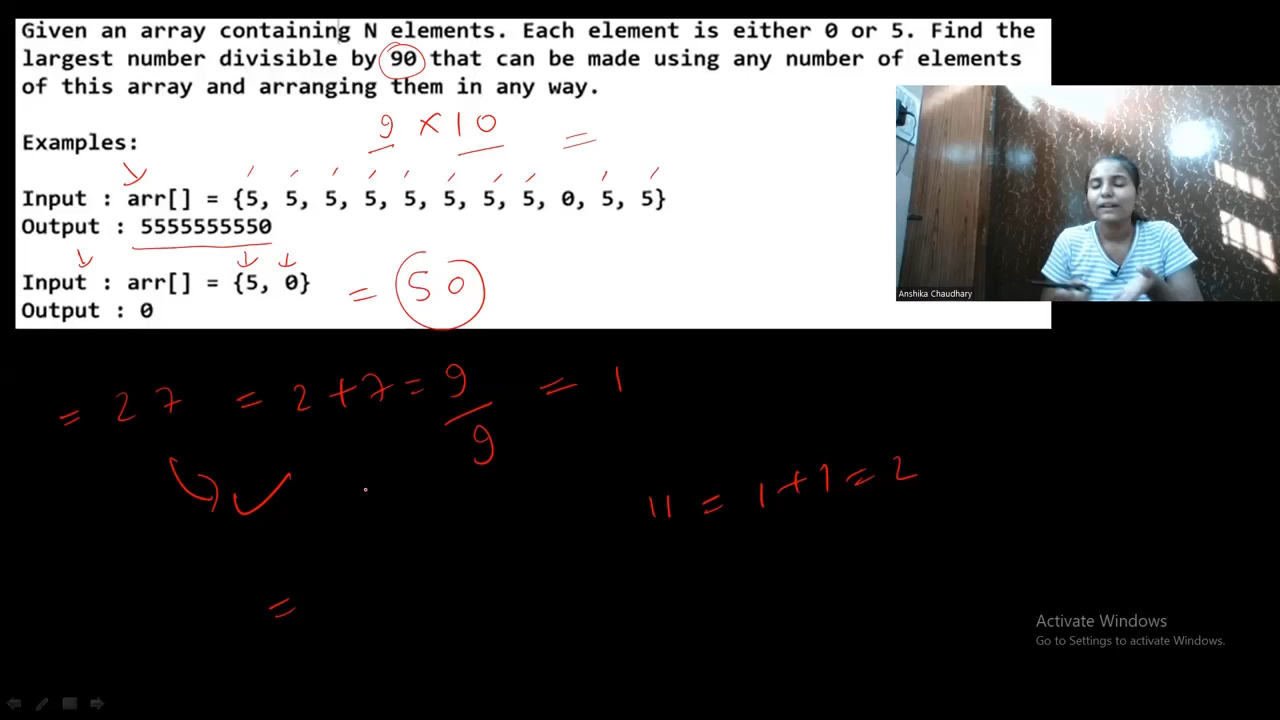 Given an array containing N elements. Each element is either 0 or 5. Find the
largest number divisible by 90 that can be made using any number of elements
of this array and arranging them in any way.
9 × 10 =
Examples:
Input : arr[] = {5, 5, 5, 5, 5, 5, 5, 5, 0, 5, 5}
Output : 5555555550
Input : arr[] = {5, 0}
= 50
Output : 0
Anshika Chaudhary
= 27 = 2+7 = 9/9 = 1
11 = 1+1 = 2
=
Activate Windows
Go to Settings to activate Windows.